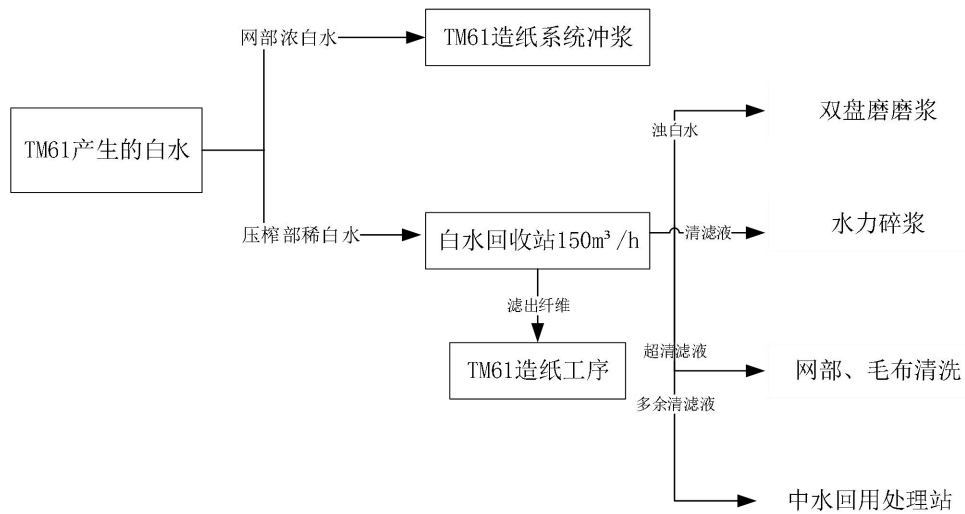 网部浓白水
TM61造纸系统冲浆
双盘磨磨浆
浊白水
TM61产生的白水
压榨部稀白水
白水回收站150m³/h
清滤液
水力碎浆
滤出纤维
超清滤液
TM61造纸工序
网部、毛布清洗
多余清滤液
中水回用处理站